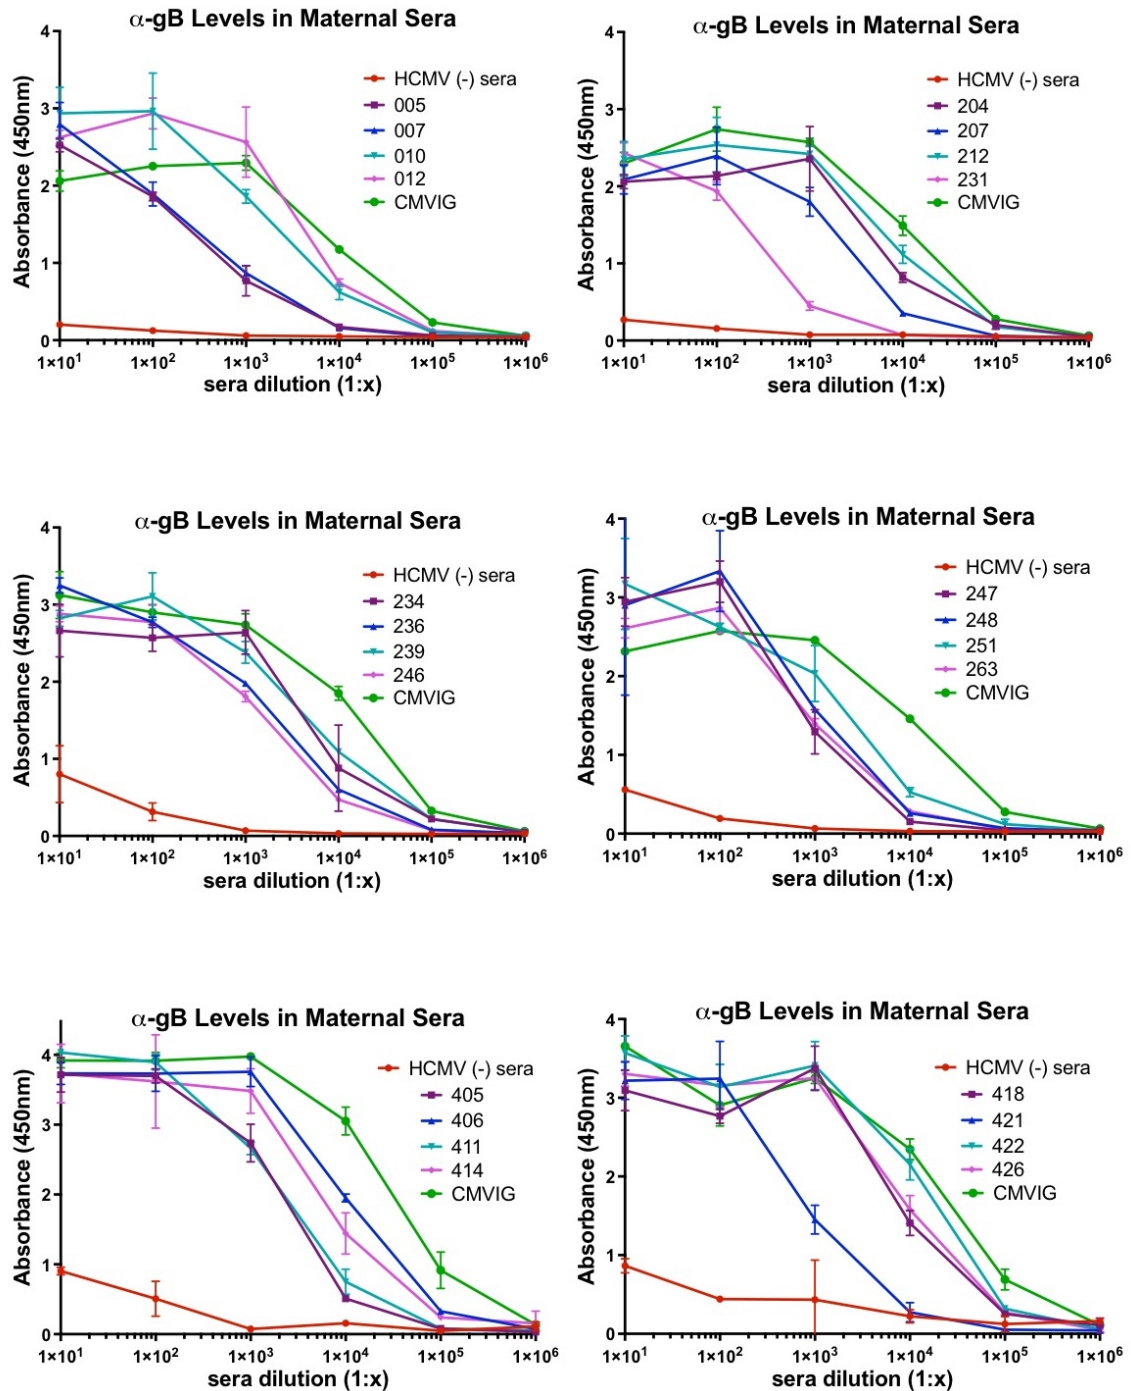 α-gB Levels in Maternal Sera
Absorbance (450nm)
4
3
2
1
0
HCMV (-) sera
005
007
010
012
CMVIG
1×10¹ 1×10² 1×10³ 1×10⁴ 1×10⁵ 1×10⁶
sera dilution (1:x)
α-gB Levels in Maternal Sera
Absorbance (450nm)
4
3
2
1
0
HCMV (-) sera
204
207
212
231
CMVIG
1×10¹ 1×10² 1×10³ 1×10⁴ 1×10⁵ 1×10⁶
sera dilution (1:x)
α-gB Levels in Maternal Sera
Absorbance (450nm)
4
3
2
1
0
HCMV (-) sera
234
236
239
246
CMVIG
1×10¹ 1×10² 1×10³ 1×10⁴ 1×10⁵ 1×10⁶
sera dilution (1:x)
α-gB Levels in Maternal Sera
Absorbance (450nm)
4
3
2
1
0
HCMV (-) sera
247
248
251
263
CMVIG
1×10¹ 1×10² 1×10³ 1×10⁴ 1×10⁵ 1×10⁶
sera dilution (1:x)
α-gB Levels in Maternal Sera
Absorbance (450nm)
4
3
2
1
0
HCMV (-) sera
405
406
411
414
CMVIG
1×10¹ 1×10² 1×10³ 1×10⁴ 1×10⁵ 1×10⁶
sera dilution (1:x)
α-gB Levels in Maternal Sera
Absorbance (450nm)
4
3
2
1
0
HCMV (-) sera
418
421
422
426
CMVIG
1×10¹ 1×10² 1×10³ 1×10⁴ 1×10⁵ 1×10⁶
sera dilution (1:x)